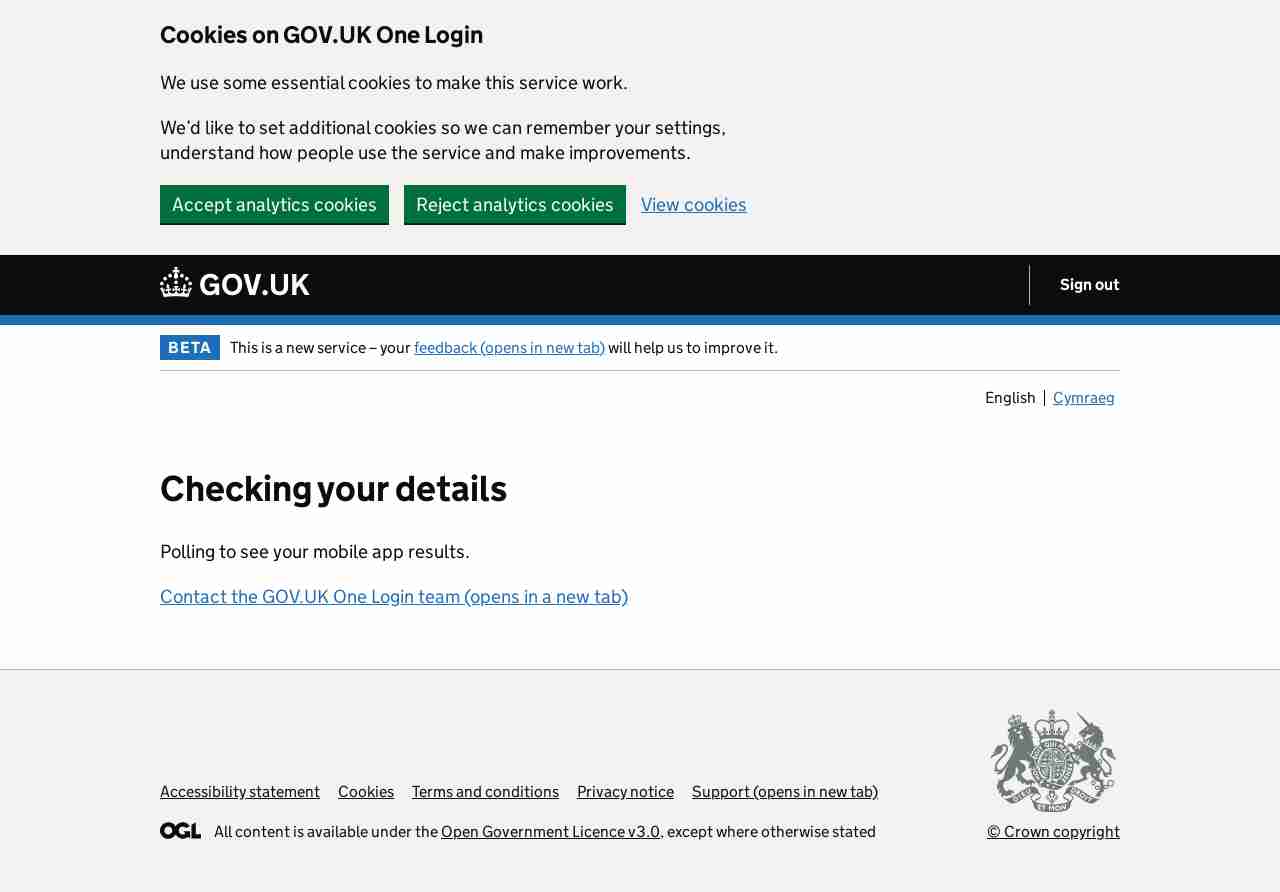 Cookies on GOV.UK One Login
We use some essential cookies to make this service work.
We’d like to set additional cookies so we can remember your settings,
understand how people use the service and make improvements.
Accept analytics cookies Reject analytics cookies View cookies
GOV.UK Sign out
BETA This is a new service – your feedback (opens in new tab) will help us to improve it.
English Cymraeg
Checking your details
Polling to see your mobile app results.
Contact the GOV.UK One Login team (opens in a new tab)
Accessibility statement Cookies Terms and conditions Privacy notice Support (opens in new tab)
OGL All content is available under the Open Government Licence v3.0, except where otherwise stated
© Crown copyright